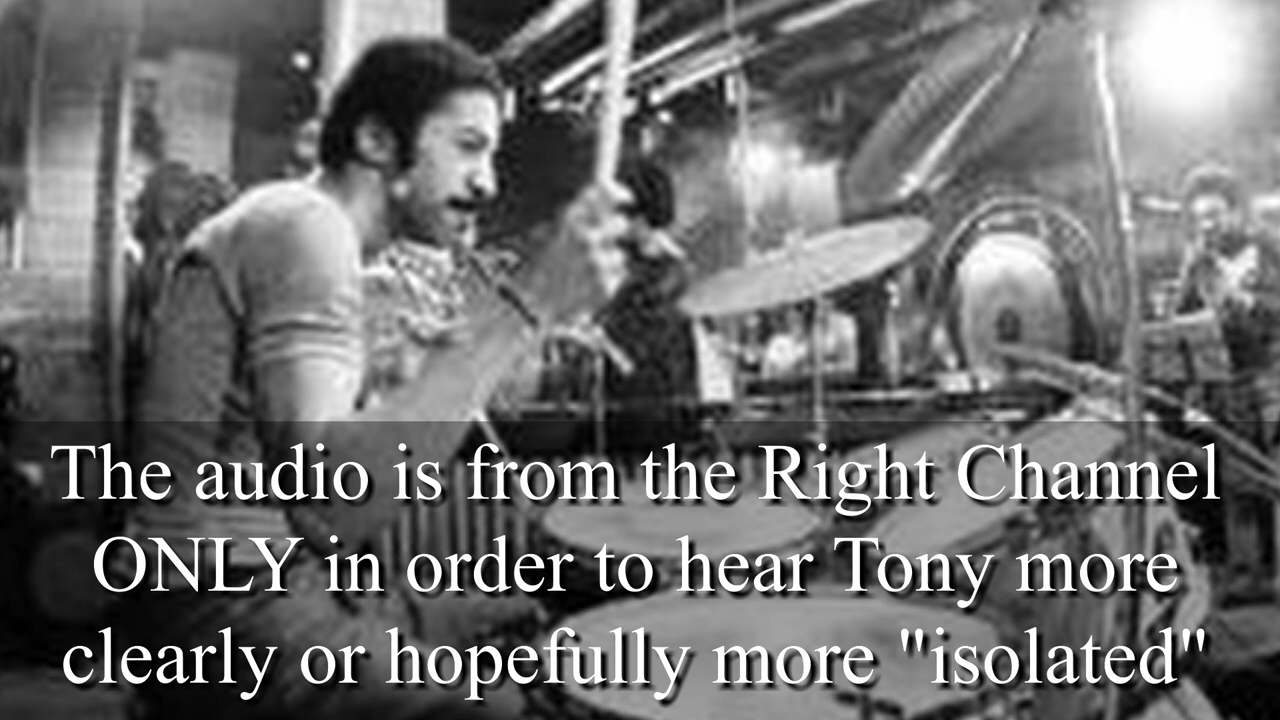 The audio is from the Right Channel
ONLY in order to hear Tony more
clearly or hopefully more "isolated"